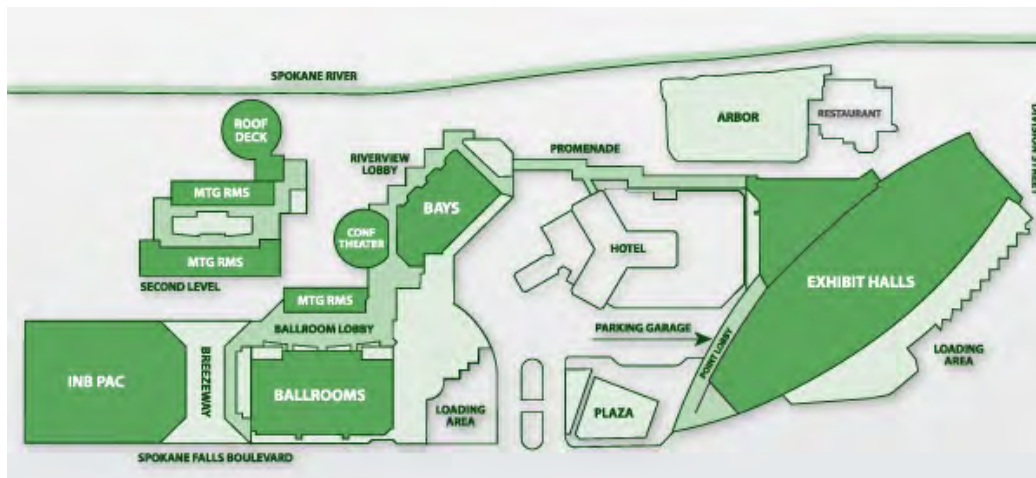 SPOKANE RIVER
ROOF
DECK
RIVERVIEW
LOBBY
PROMENADE
ARBOR
RESTAURANT
DIVISION STREET
MTG RMS
BAYS
CONF
THEATER
HOTEL
MTG RMS
SECOND LEVEL
MTG RMS
EXHIBIT HALLS
BALLROOM LOBBY
PARKING GARAGE
POINT LOBBY
LOADING
AREA
INB PAC
BREEZEWAY
BALLROOMS
LOADING
AREA
PLAZA
SPOKANE FALLS BOULEVARD